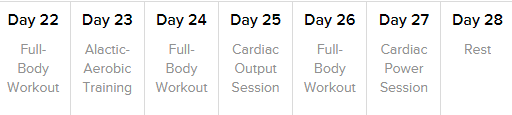 Day 22 Day 23 Day 24 Day 25 Day 26 Day 27 Day 28
Full- Alactic- Full- Cardiac Full- Cardiac Rest
Body Aerobic Body Output Body Power
Workout Training Workout Session Workout Session